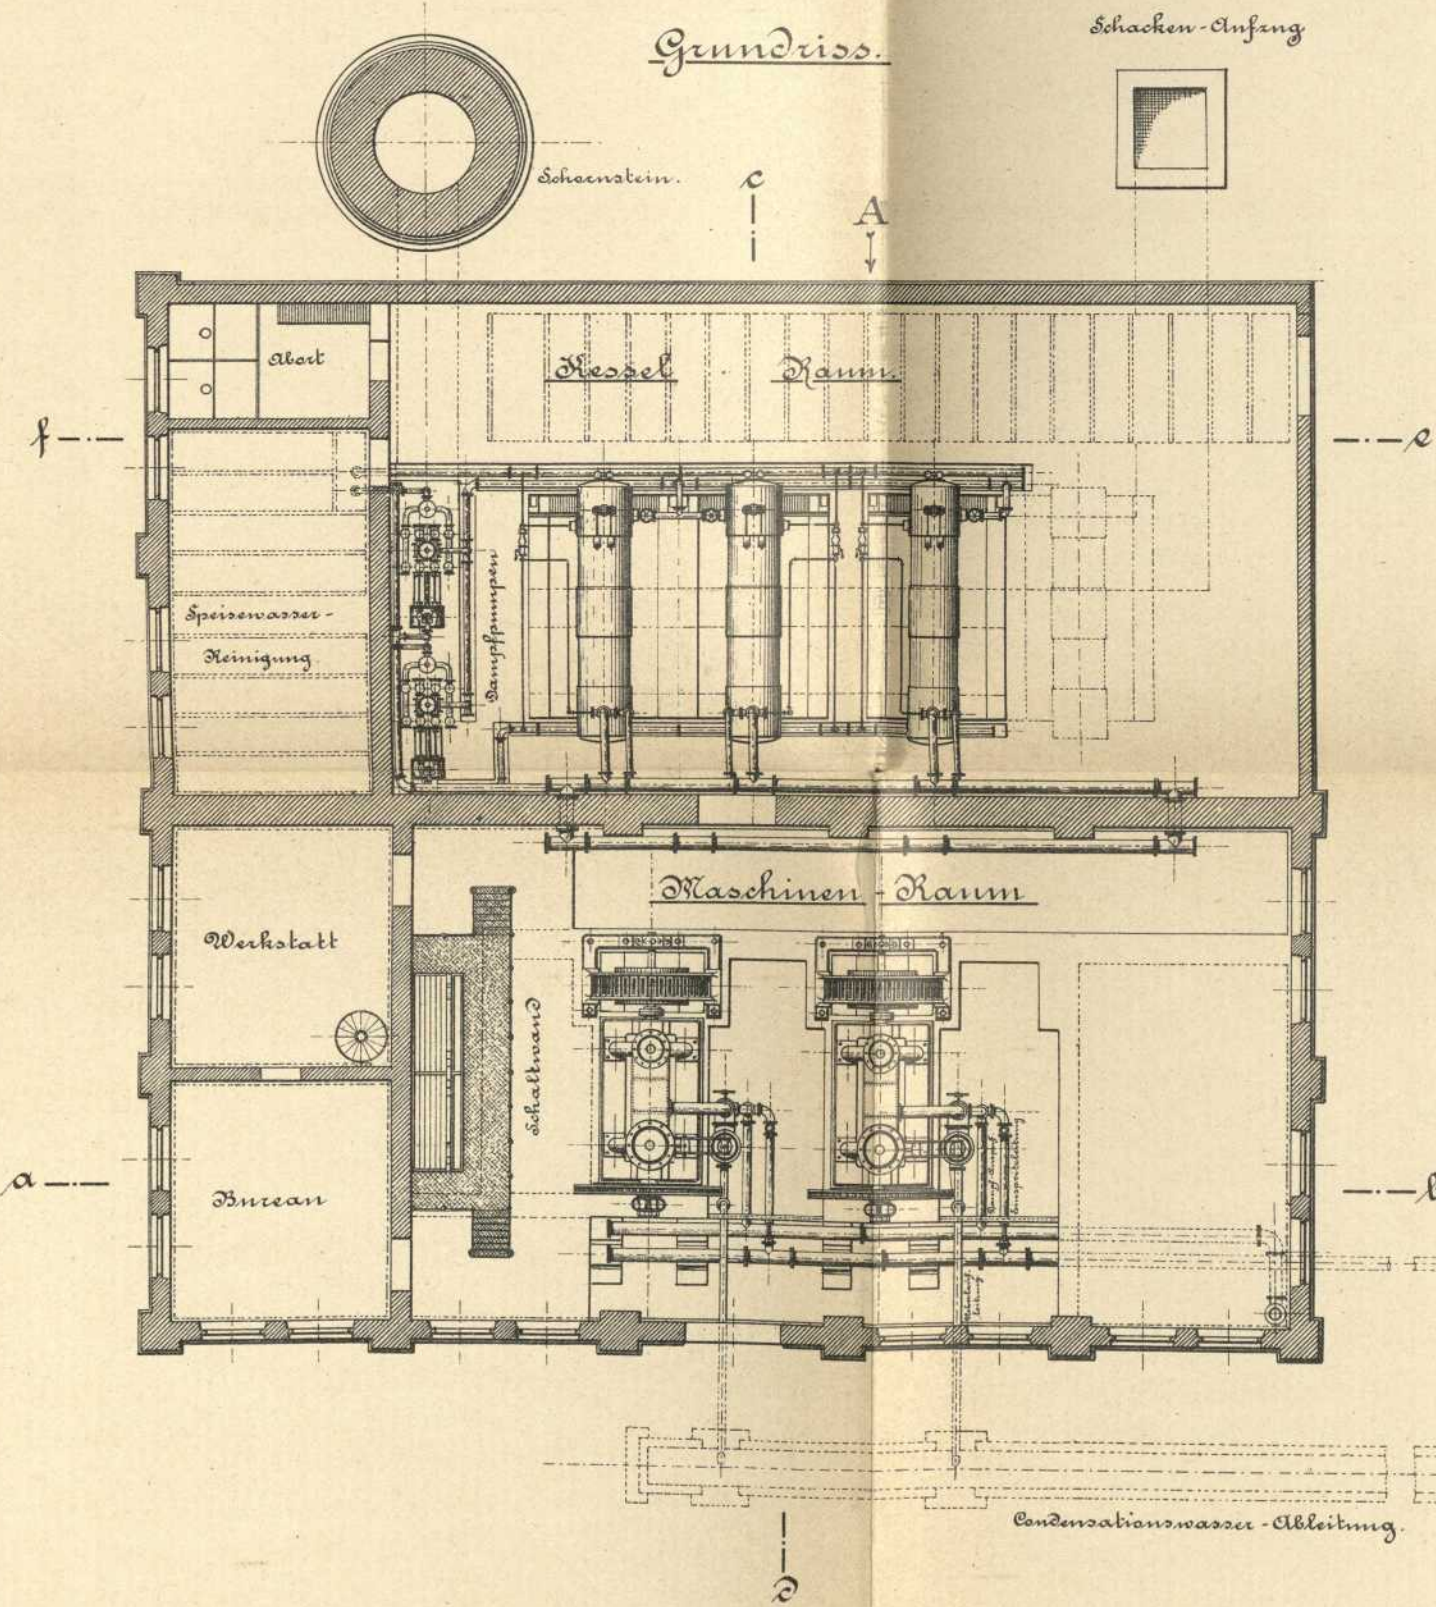 Schacken-Aufzug
Grundriss.
Schornstein.
c
A
Abort
Kessel - Raum.
f
e
Speisewasser-
Reinigung
Dampfpumpen
Maschinen-Raum
Werkstatt
Schaltwand
a
b
Bureau
Condensationswasser-Ableitung.
d